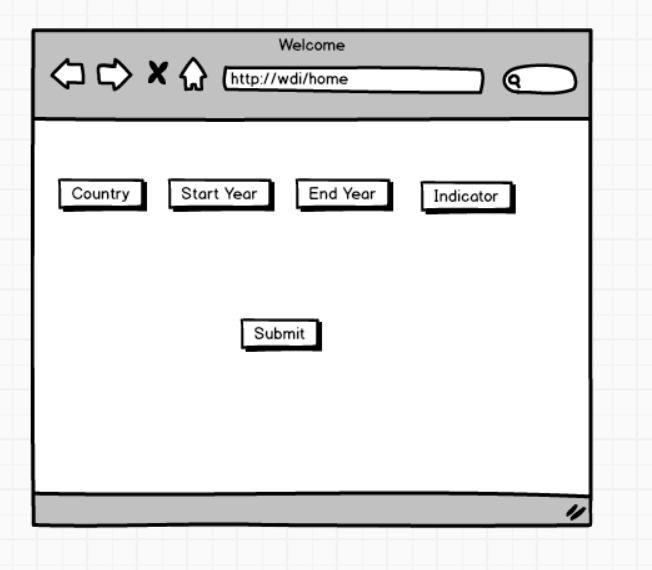 Welcome
http://wdi/home
Country Start Year End Year Indicator
Submit